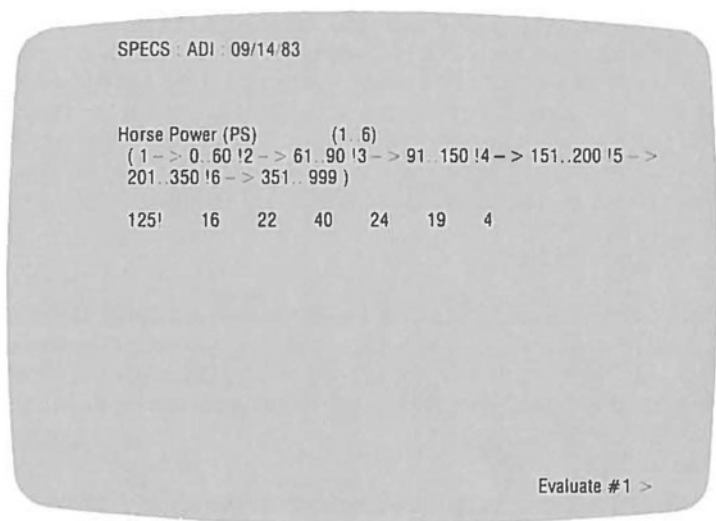 SPECS : ADI : 09/14/83
Horse Power (PS) (1..6)
( 1 – > 0..60 !2 – > 61..90 !3 – > 91..150 !4 – > 151..200 !5 – >
201..350 !6 – > 351..999 )
125! 16 22 40 24 19 4
Evaluate #1 >